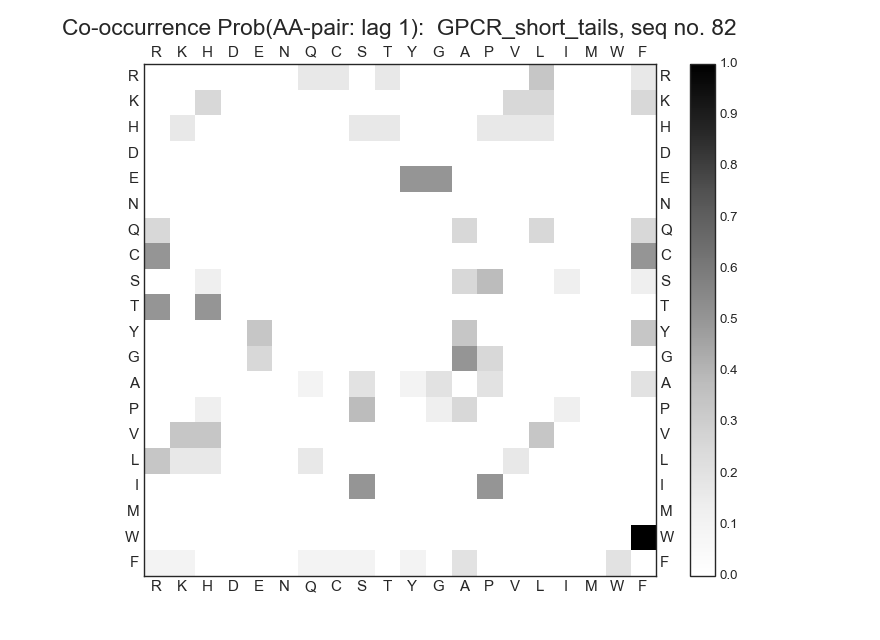 Co-occurrence Prob(AA-pair: lag 1):  GPCR_short_tails, seq no. 82
R K H D E N Q C S T Y G A P V L I M W F
R R
K K
H H
D D
E E
N N
Q Q
C C
S S
T T
Y Y
G G
A A
P P
V V
L L
I I
M M
W W
F F
R K H D E N Q C S T Y G A P V L I M W F
1.0
0.9
0.8
0.7
0.6
0.5
0.4
0.3
0.2
0.1
0.0